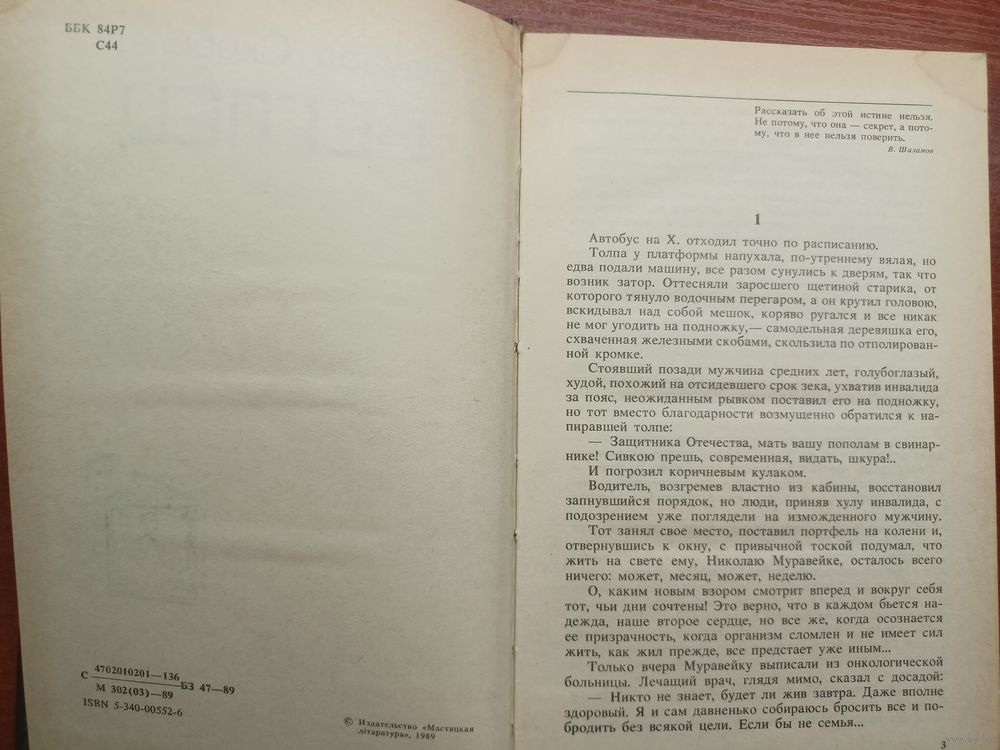 ББК 84Р7
С44
С 4702010201—136
М 302(03)—89 БЗ 47—89
ISBN 5-340-00552-6
© Издательство «Мастацкая
літаратура», 1989
Рассказать об этой истине нельзя.
Не потому, что она — секрет, а пото-
му, что в нее нельзя поверить.
В. Шаламов
1
Автобус на Х. отходил точно по расписанию.
Толпа у платформы напухала, по-утреннему вялая, но
едва подали машину, все разом сунулись к дверям, так что
возник затор. Оттесняли заросшего щетиной старика, от
которого тянуло водочным перегаром, а он крутил головою,
вскидывал над собой мешок, коряво ругался и все никак
не мог угодить на подножку,— самодельная деревяшка его,
схваченная железными скобами, скользила по отполирован-
ной кромке.
Стоявший позади мужчина средних лет, голубоглазый,
худой, похожий на отсидевшего срок зека, ухватив инвалида
за пояс, неожиданным рывком поставил его на подножку,
но тот вместо благодарности возмущенно обратился к на-
пиравшей толпе:
— Защитника Отечества, мать вашу пополам в свинар-
нике! Сивкою прешь, современная, видать, шкура!..
И погрозил коричневым кулаком.
Водитель, возгремев властно из кабины, восстановил
запнувшийся порядок, но люди, приняв хулу инвалида, с
подозрением уже поглядели на изможденного мужчину.
Тот занял свое место, поставил портфель на колени и,
отвернувшись к окну, с привычной тоской подумал, что
жить на свете ему, Николаю Муравейке, осталось всего
ничего: может, месяц, может, неделю.
О, каким новым взором смотрит вперед и вокруг себя
тот, чьи дни сочтены! Это верно, что в каждом бьется на-
дежда, наше второе сердце, но все же, когда осознается
ее призрачность, когда организм сломлен и не имеет сил
жить, как жил прежде, все предстает уже иным...
Только вчера Муравейку выписали из онкологической
больницы. Лечащий врач, глядя мимо, сказал с досадой:
— Никто не знает, будет ли жив завтра. Даже вполне
здоровый. Я и сам давненько собираюсь бросить все и по-
бродить без всякой цели. Если бы не семья...
3